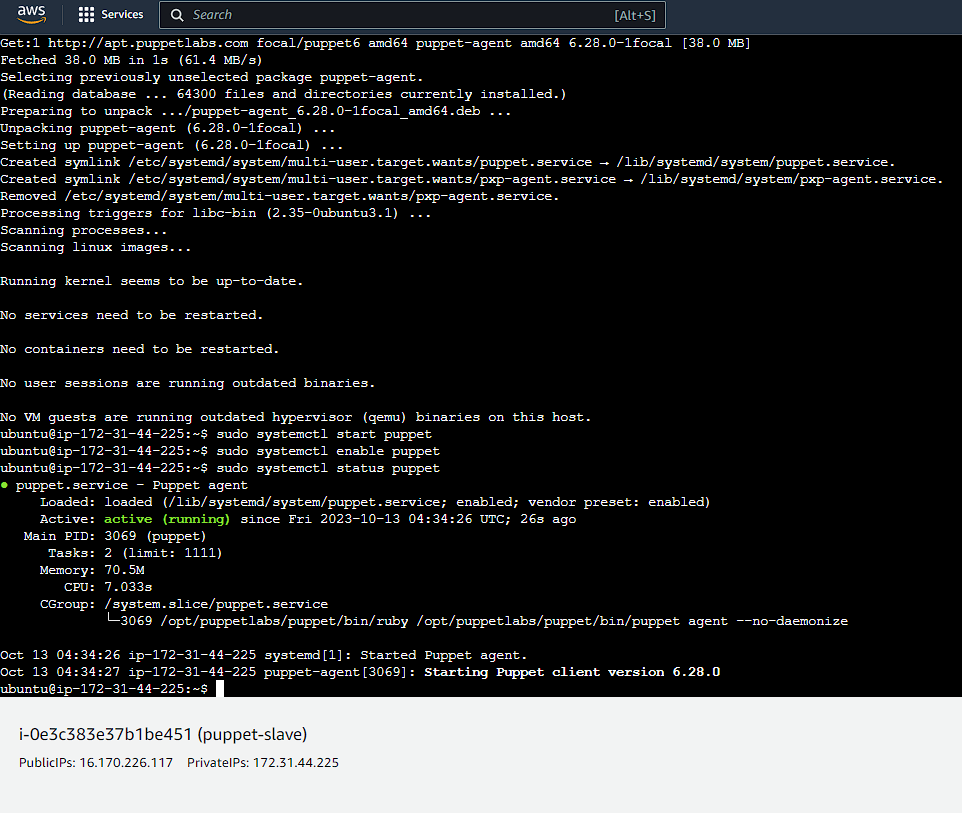 aws Services Search [Alt+S]
Get:1 http://apt.puppetlabs.com focal/puppet6 amd64 puppet-agent amd64 6.28.0-1focal [38.0 MB]
Fetched 38.0 MB in 1s (61.4 MB/s)
Selecting previously unselected package puppet-agent.
(Reading database ... 64300 files and directories currently installed.)
Preparing to unpack .../puppet-agent_6.28.0-1focal_amd64.deb ...
Unpacking puppet-agent (6.28.0-1focal) ...
Setting up puppet-agent (6.28.0-1focal) ...
Created symlink /etc/systemd/system/multi-user.target.wants/puppet.service → /lib/systemd/system/puppet.service.
Created symlink /etc/systemd/system/multi-user.target.wants/pxp-agent.service → /lib/systemd/system/pxp-agent.service.
Removed /etc/systemd/system/multi-user.target.wants/pxp-agent.service.
Processing triggers for libc-bin (2.35-0ubuntu3.1) ...
Scanning processes...
Scanning linux images...
Running kernel seems to be up-to-date.
No services need to be restarted.
No containers need to be restarted.
No user sessions are running outdated binaries.
No VM guests are running outdated hypervisor (qemu) binaries on this host.
ubuntu@ip-172-31-44-225:~$ sudo systemctl start puppet
ubuntu@ip-172-31-44-225:~$ sudo systemctl enable puppet
ubuntu@ip-172-31-44-225:~$ sudo systemctl status puppet
● puppet.service - Puppet agent
Loaded: loaded (/lib/systemd/system/puppet.service; enabled; vendor preset: enabled)
Active: active (running) since Fri 2023-10-13 04:34:26 UTC; 26s ago
Main PID: 3069 (puppet)
Tasks: 2 (limit: 1111)
Memory: 70.5M
CPU: 7.033s
CGroup: /system.slice/puppet.service
└─3069 /opt/puppetlabs/puppet/bin/ruby /opt/puppetlabs/puppet/bin/puppet agent --no-daemonize
Oct 13 04:34:26 ip-172-31-44-225 systemd[1]: Started Puppet agent.
Oct 13 04:34:27 ip-172-31-44-225 puppet-agent[3069]: Starting Puppet client version 6.28.0
ubuntu@ip-172-31-44-225:~$
i-0e3c383e37b1be451 (puppet-slave)
PublicIPs: 16.170.226.117 PrivateIPs: 172.31.44.225